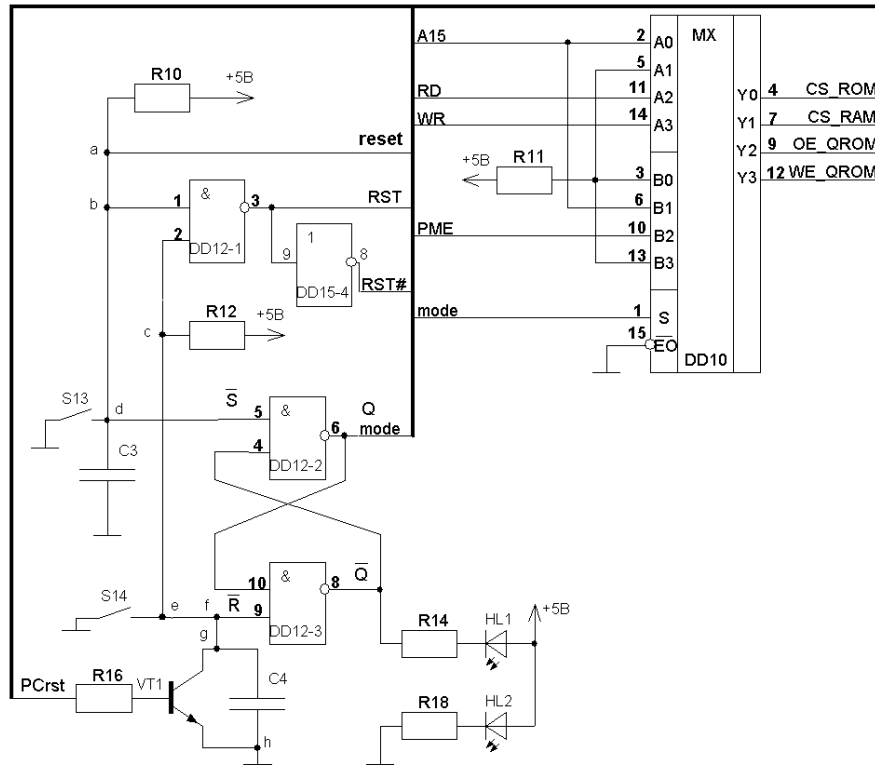 A15
2
A0
MX
5
A1
R10
+5В
RD
11
A2
Y0
4
CS_ROM
WR
14
A3
Y1
7
CS_RAM
a
reset
Y2
9
OE_QROM
+5В
R11
3
B0
Y3
12
WE_QROM
b
1
&
3
RST
6
B1
2
DD12-1
PME
10
B2
9
1
8
13
B3
DD15-4
RST#
R12
c
+5В
mode
1
S
15
EO
DD10
S13
d
S
5
&
Q
6
mode
4
DD12-2
C3
10
&
8
Q
S14
e
f
R
9
DD12-3
g
+5В
R14
HL1
PCrst
R16
VT1
C4
R18
HL2
h